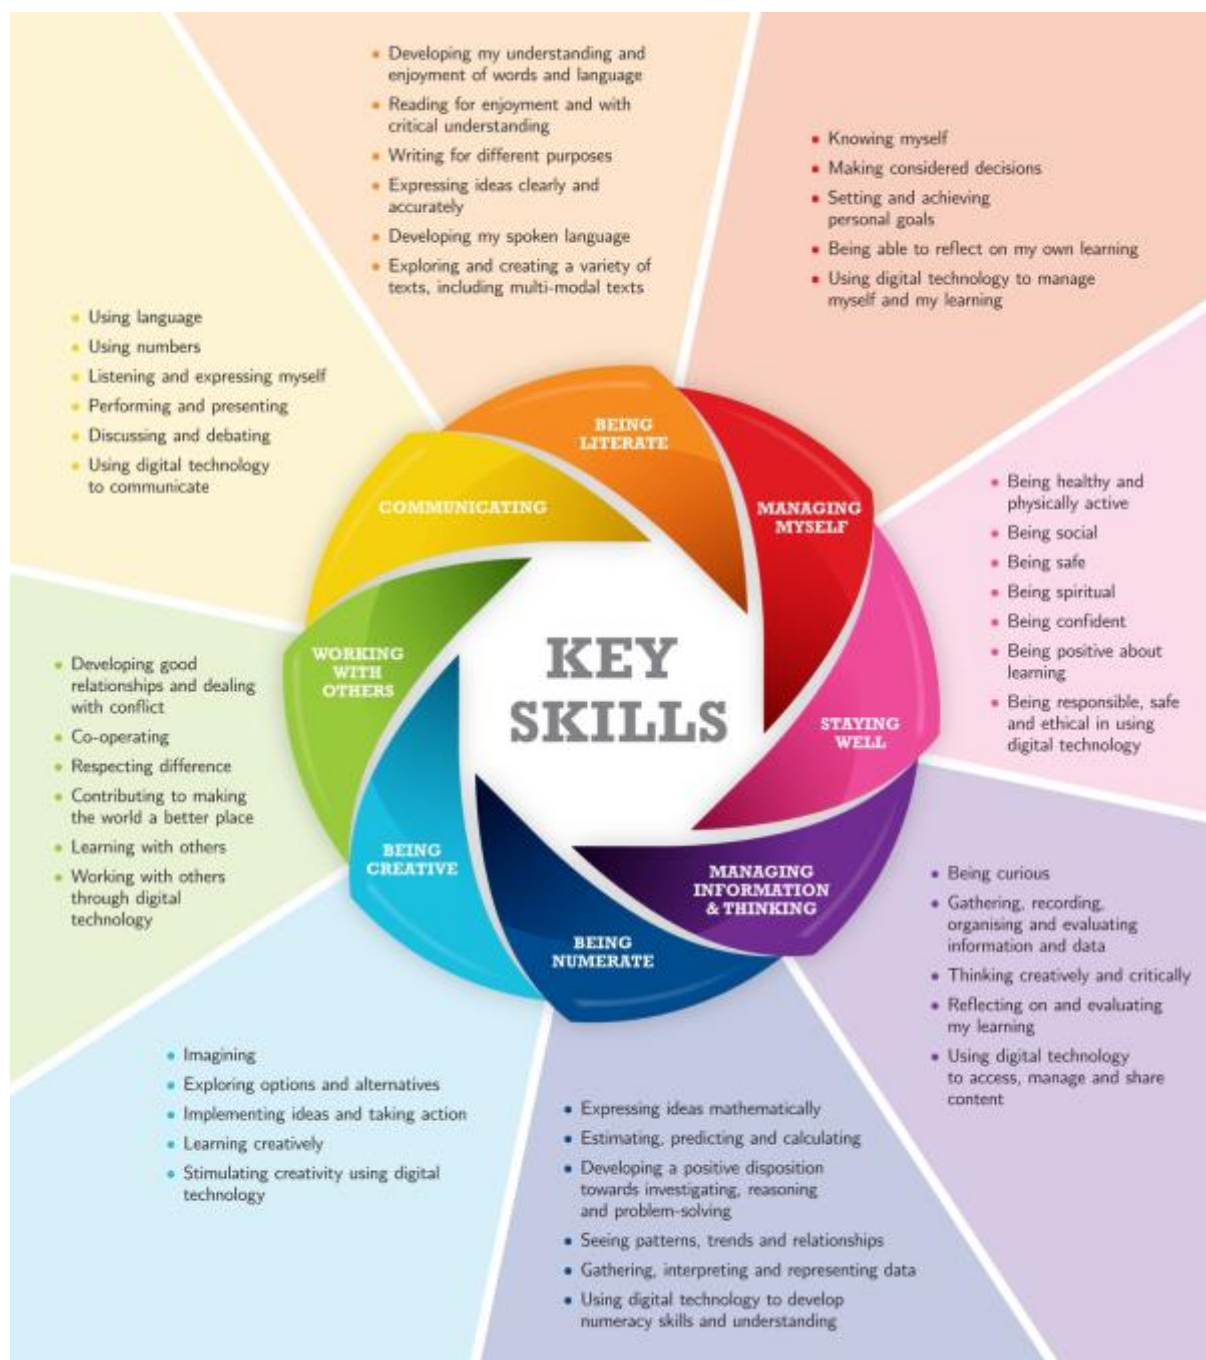 • Developing my understanding and
enjoyment of words and language
• Reading for enjoyment and with
critical understanding
• Writing for different purposes
• Expressing ideas clearly and
accurately
• Developing my spoken language
• Exploring and creating a variety of
texts, including multi-modal texts
• Knowing myself
• Making considered decisions
• Setting and achieving
personal goals
• Being able to reflect on my own learning
• Using digital technology to manage
myself and my learning
• Using language
• Using numbers
• Listening and expressing myself
• Performing and presenting
• Discussing and debating
• Using digital technology
to communicate
BEING
LITERATE
COMMUNICATING
MANAGING
MYSELF
• Being healthy and
physically active
• Being social
• Being safe
• Being spiritual
• Being confident
• Being positive about
learning
• Being responsible, safe
and ethical in using
digital technology
WORKING
WITH
OTHERS
KEY
SKILLS
STAYING
WELL
• Developing good
relationships and dealing
with conflict
• Co-operating
• Respecting difference
• Contributing to making
the world a better place
• Learning with others
• Working with others
through digital
technology
BEING
CREATIVE
MANAGING
INFORMATION
& THINKING
BEING
NUMERATE
• Being curious
• Gathering, recording,
organising and evaluating
information and data
• Thinking creatively and critically
• Reflecting on and evaluating
my learning
• Using digital technology
to access, manage and share
content
• Imagining
• Exploring options and alternatives
• Implementing ideas and taking action
• Learning creatively
• Stimulating creativity using digital
technology
• Expressing ideas mathematically
• Estimating, predicting and calculating
• Developing a positive disposition
towards investigating, reasoning
and problem-solving
• Seeing patterns, trends and relationships
• Gathering, interpreting and representing data
• Using digital technology to develop
numeracy skills and understanding